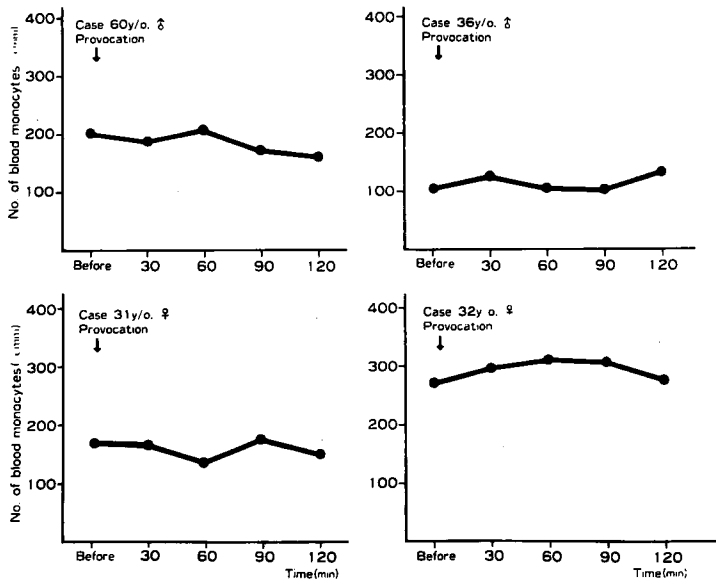 No. of blood monocytes
400
300
200
100
Case 60y/o. ♂
Provocation
↓
Before 30 60 90 120
400
300
200
100
Case 36y/o. ♂
Provocation
↓
Before 30 60 90 120
No. of blood monocytes
400
300
200
100
Case 31y/o. ♀
Provocation
↓
Before 30 60 90 120
Time(min)
400
300
200
100
Case 32y o. ♀
Provocation
↓
Before 30 60 90 120
Time(min)